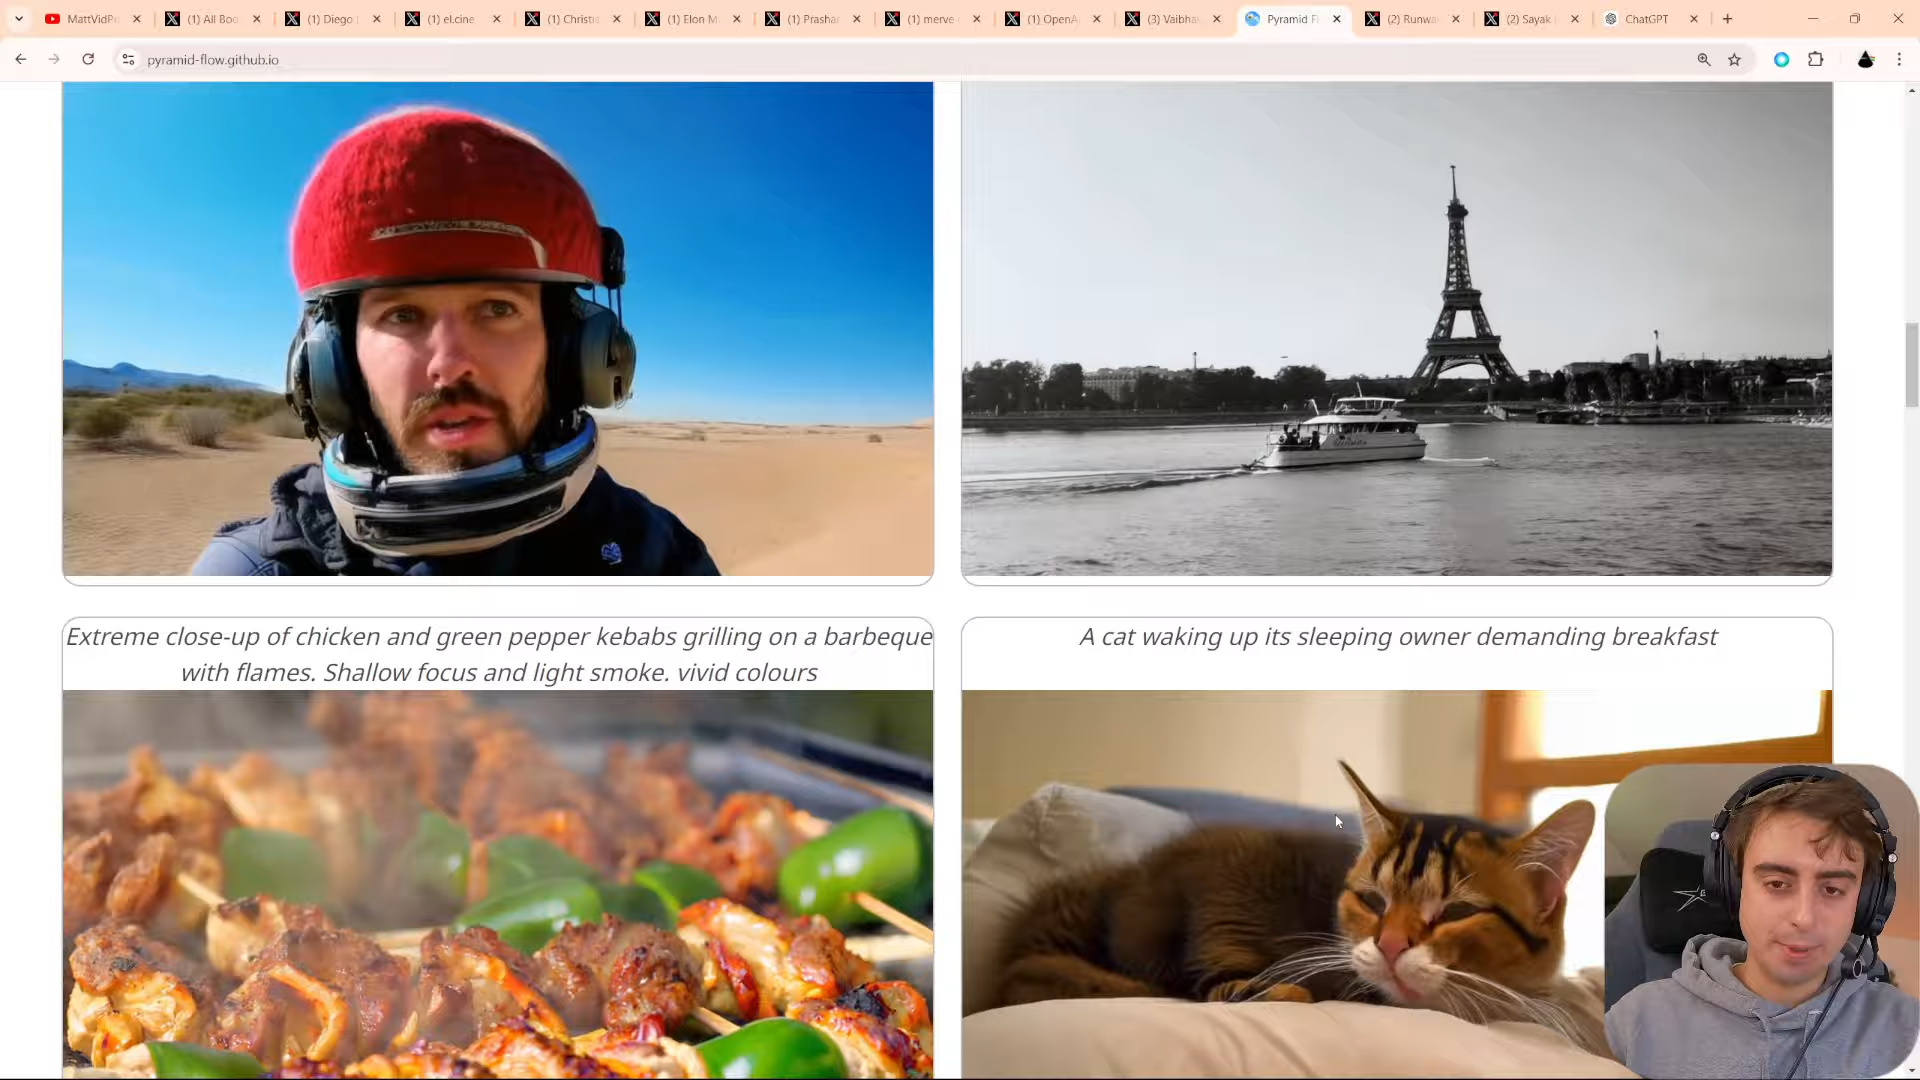 MattVidPr
(1) All Boo
(1) Diego
(1) el.cine
(1) Christi
(1) Elon M
(1) Prashan
(1) merve
(1) OpenA
(3) Vaibha
Pyramid Fl
(2) Runwa
(2) Sayak
ChatGPT
pyramid-flow.github.io
Extreme close-up of chicken and green pepper kebabs grilling on a barbeque
with flames. Shallow focus and light smoke. vivid colours
A cat waking up its sleeping owner demanding breakfast